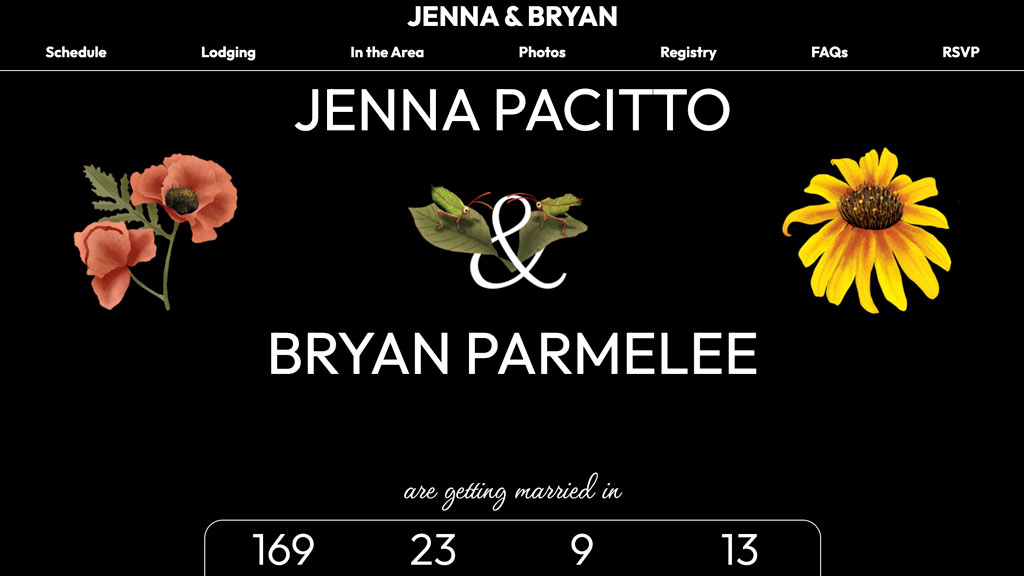 JENNA & BRYAN
Schedule Lodging In the Area Photos Registry FAQs RSVP
JENNA PACITTO
&
BRYAN PARMELEE
are getting married in
169 23 9 13